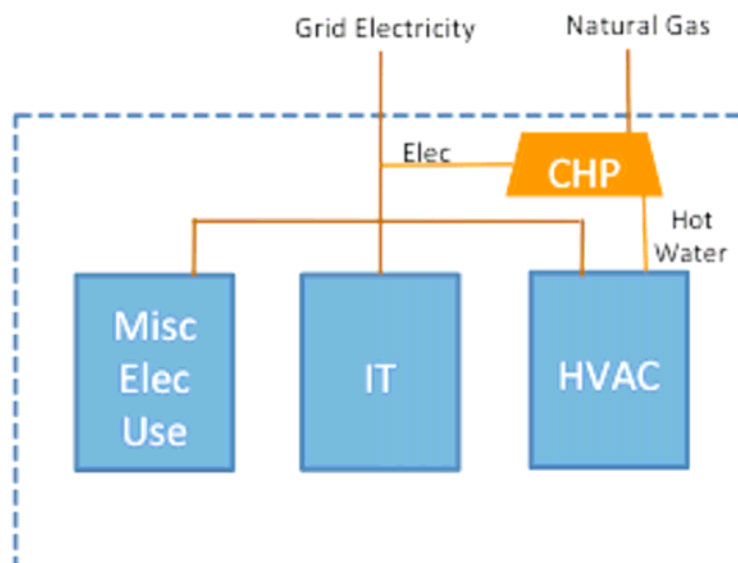 Grid Electricity
Natural Gas
Elec
CHP
Hot
Water
Misc
Elec
Use
IT
HVAC